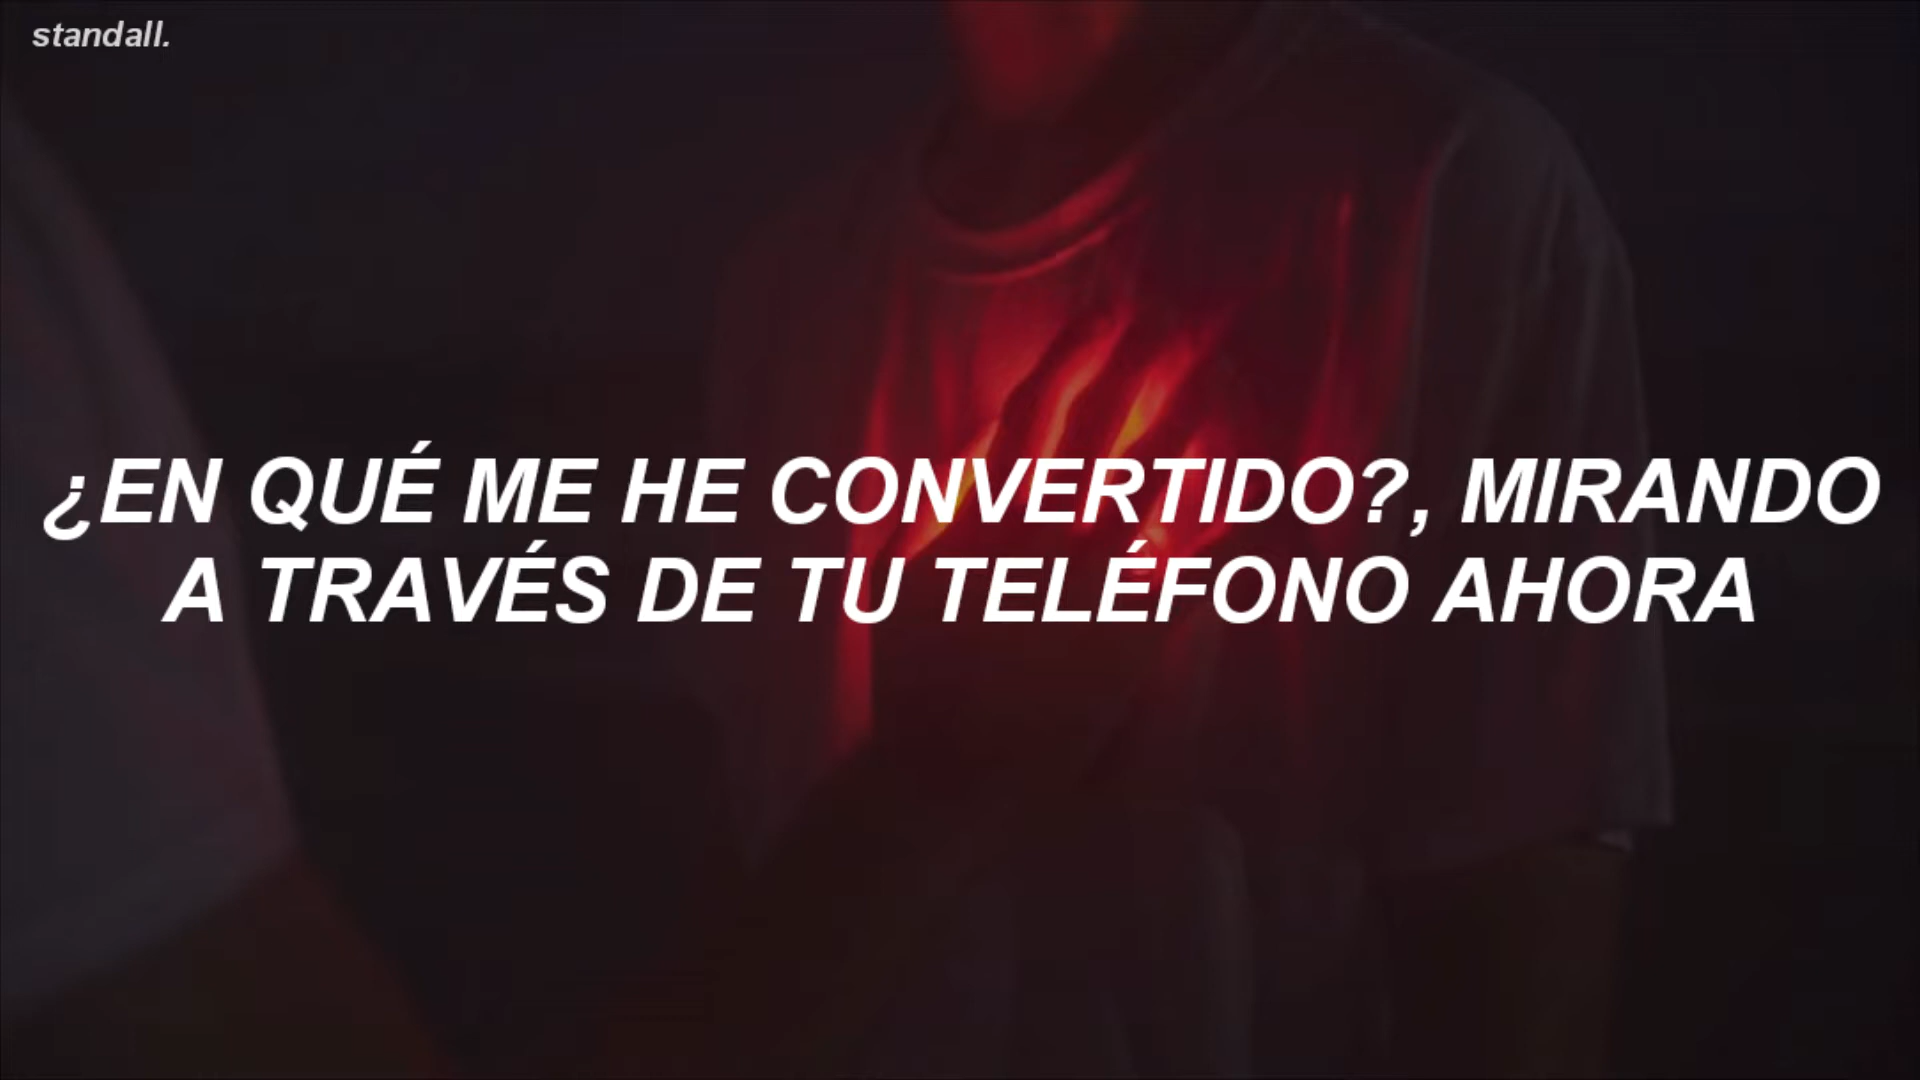 standall.
¿EN QUÉ ME HE CONVERTIDO?, MIRANDO
A TRAVÉS DE TU TELÉFONO AHORA